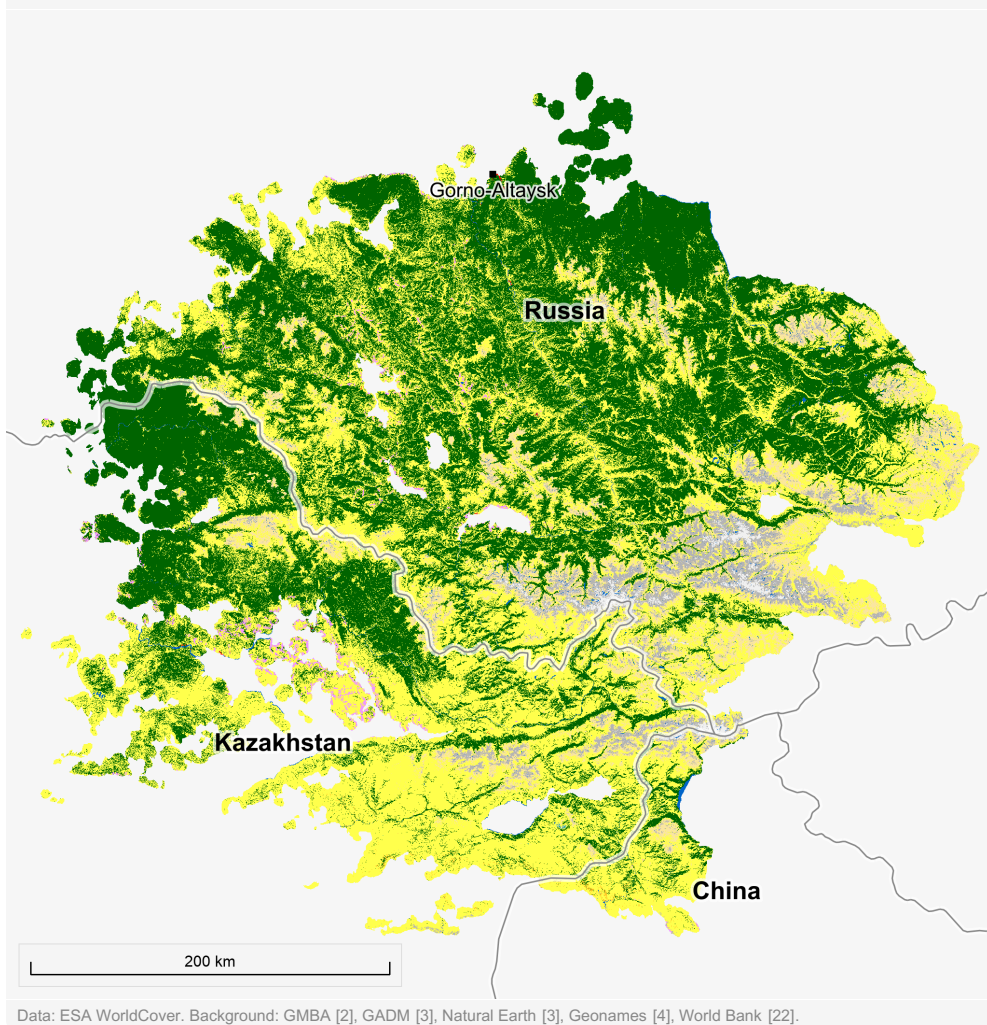 Gorno-Altaysk
Russia
Kazakhstan
China
200 km
Data: ESA WorldCover. Background: GMBA [2], GADM [3], Natural Earth [3], Geonames [4], World Bank [22].